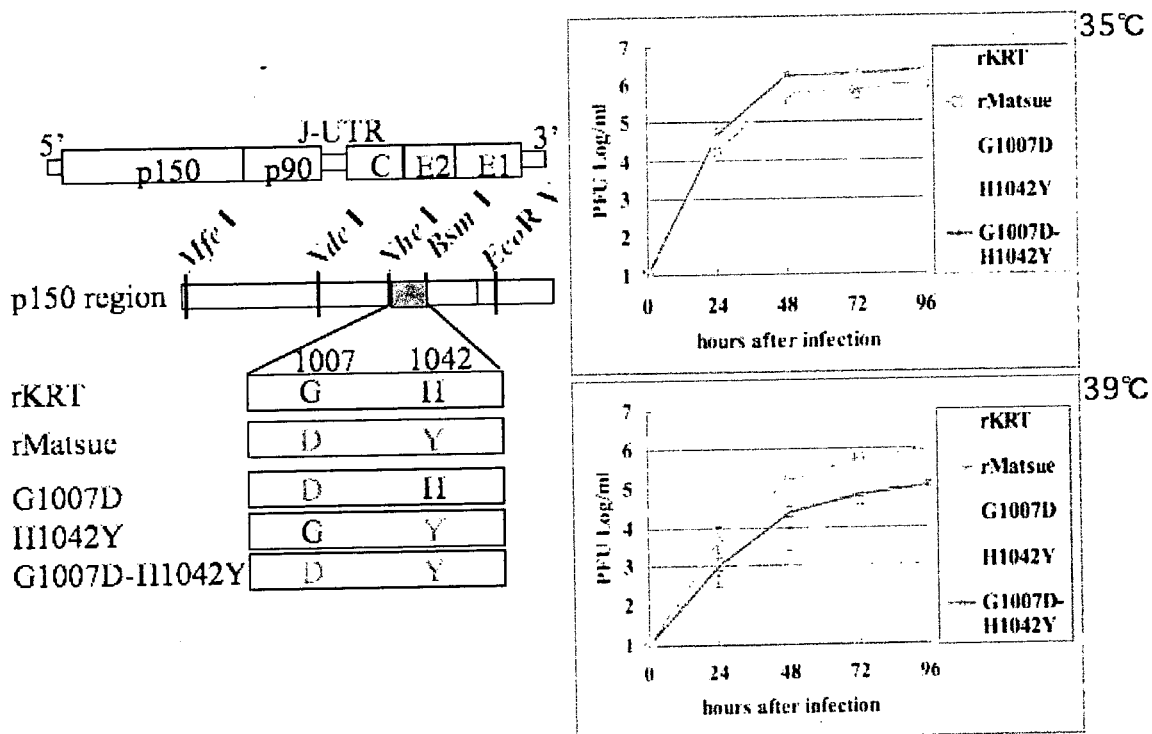 5' J-UTR 3'
p150 p90 C E2 E1
Mfe I Nde I Nhe I Bsm I EcoR V
p150 region
1007 1042
rKRT G H
rMatsue D Y
G1007D D H
H1042Y G Y
G1007D-H1042Y D Y
35℃
7
6
5
4
3
2
1
PFU Log/ml
0 24 48 72 96
hours after infection
rKRT
rMatsue
G1007D
H1042Y
G1007D-
H1042Y
39℃
7
6
5
4
3
2
1
PFU Log/ml
0 24 48 72 96
hours after infection
rKRT
rMatsue
G1007D
H1042Y
G1007D-
H1042Y